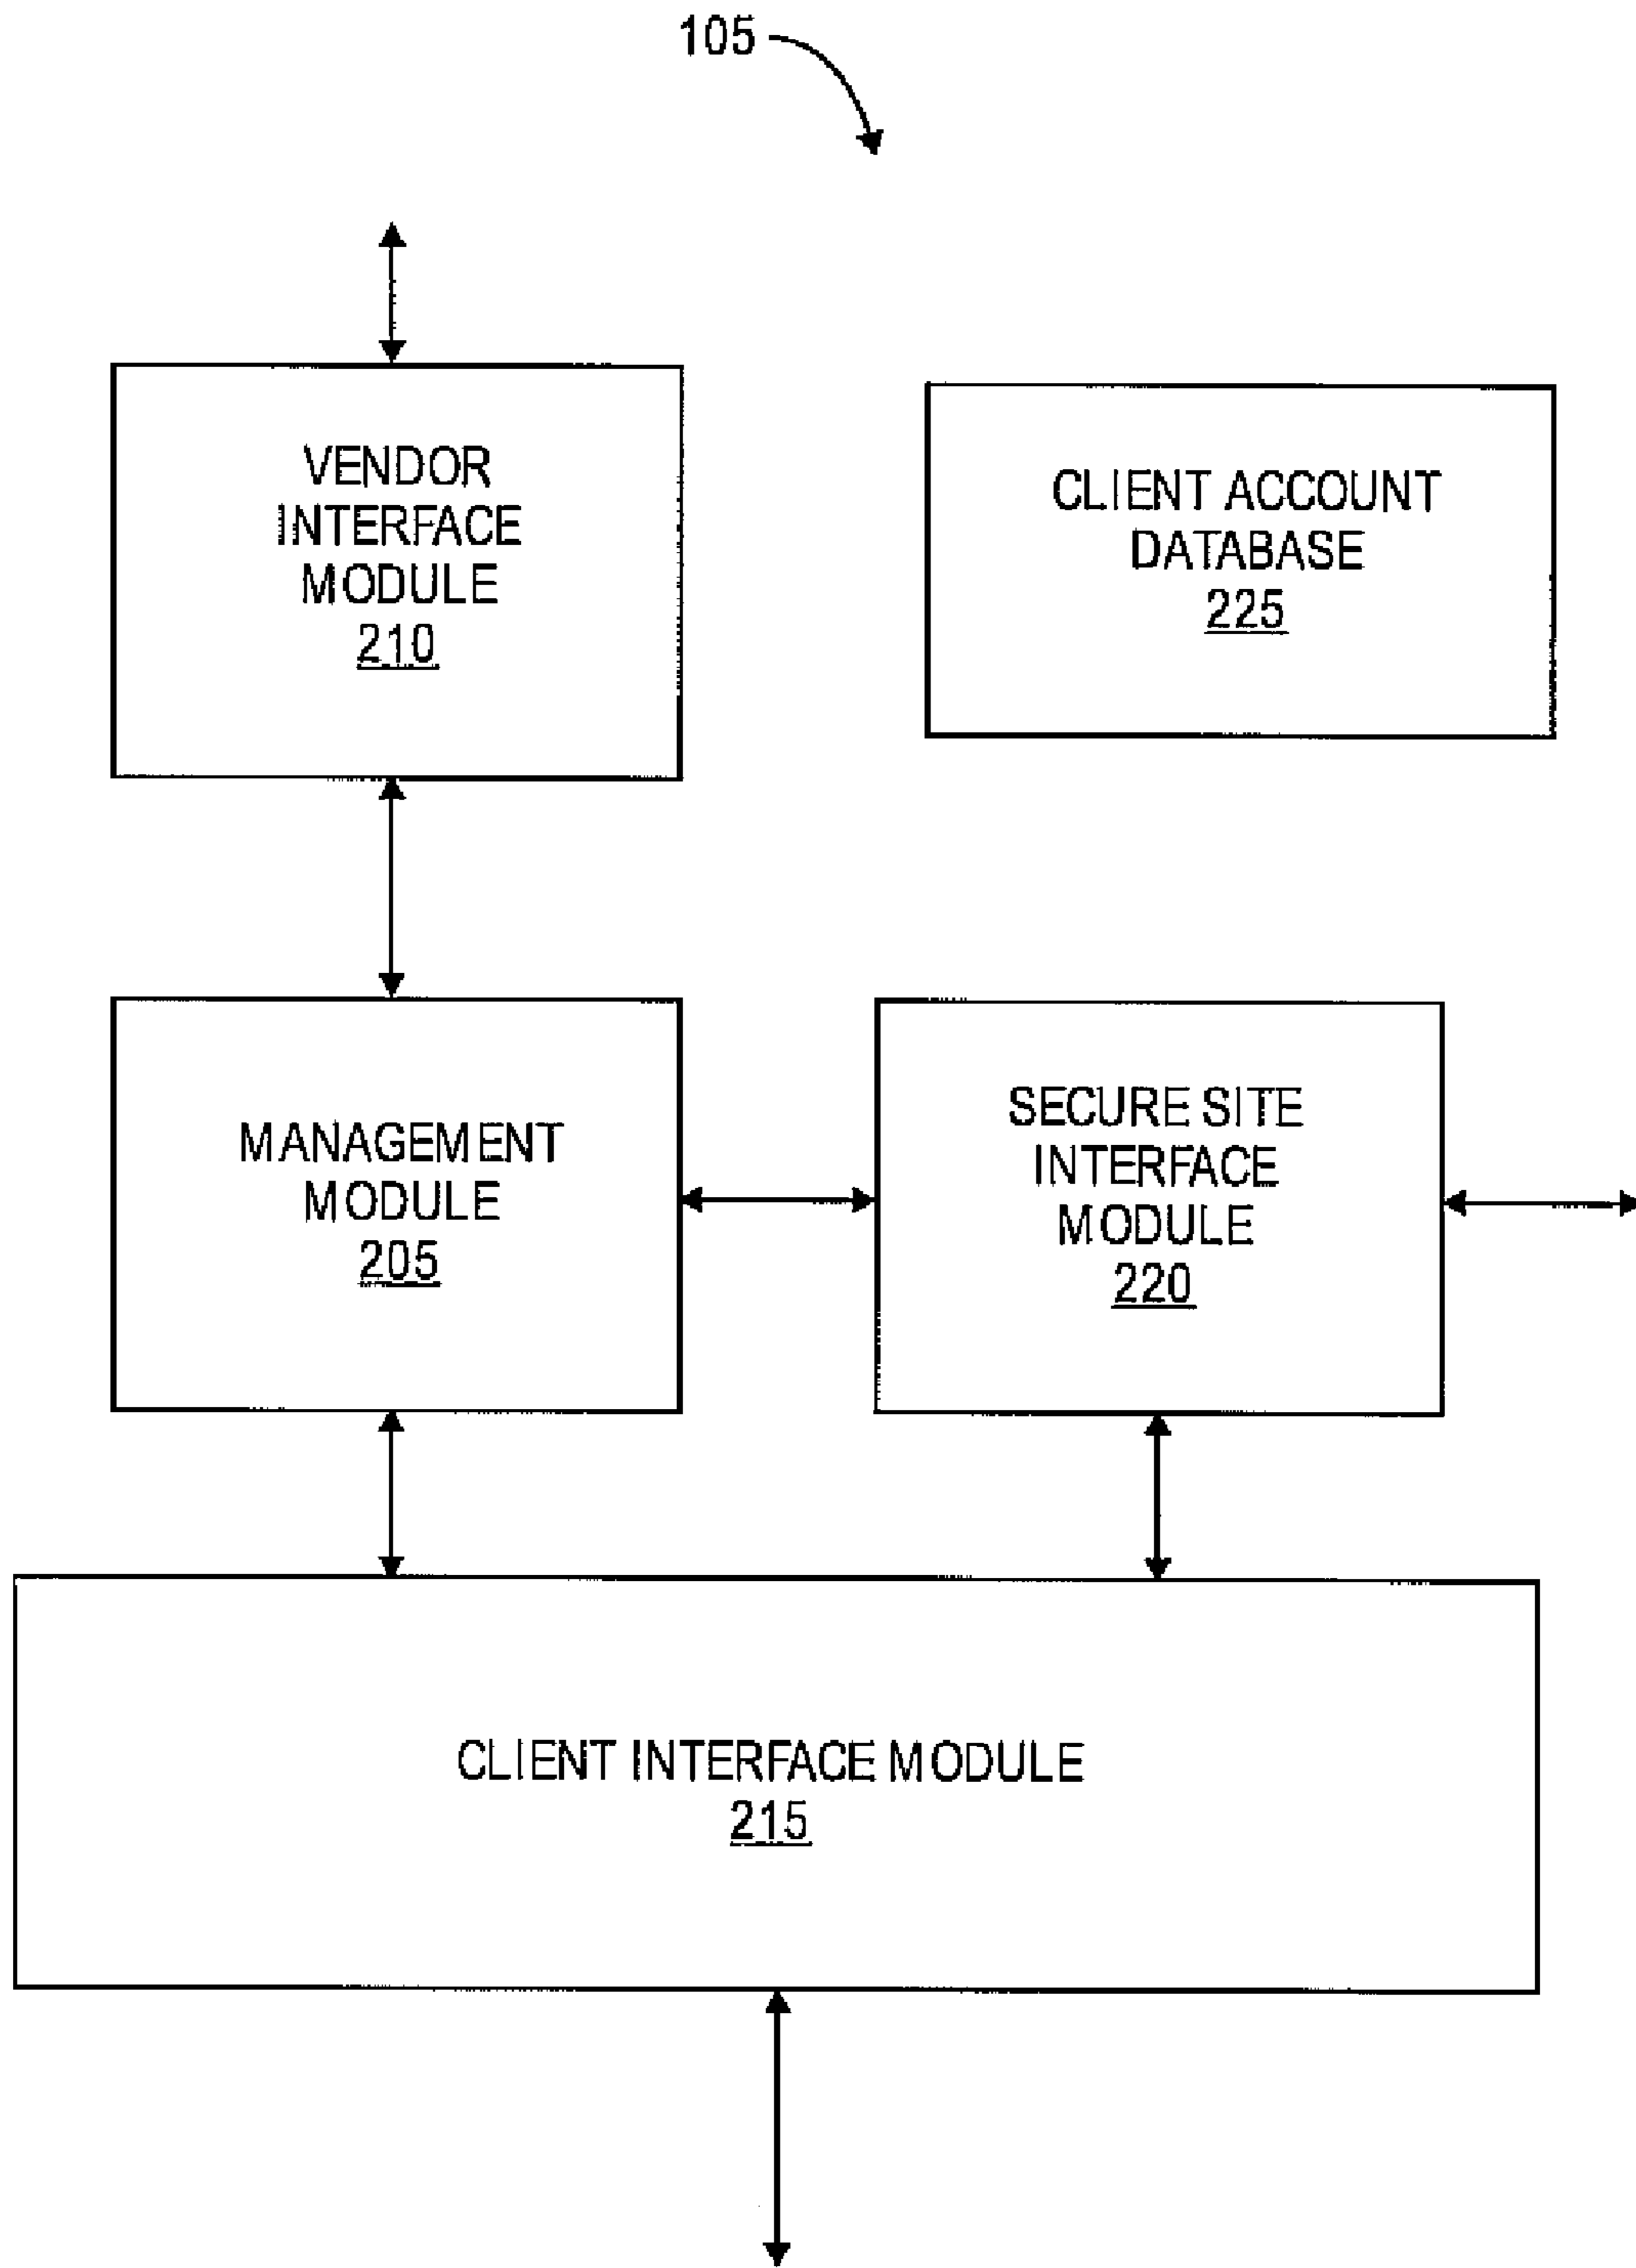 105
VENDOR
INTERFACE
MODULE
210
CLIENT ACCOUNT
DATABASE
225
MANAGEMENT
MODULE
205
SECURE SITE
INTERFACE
MODULE
220
CLIENT INTERFACE MODULE
215